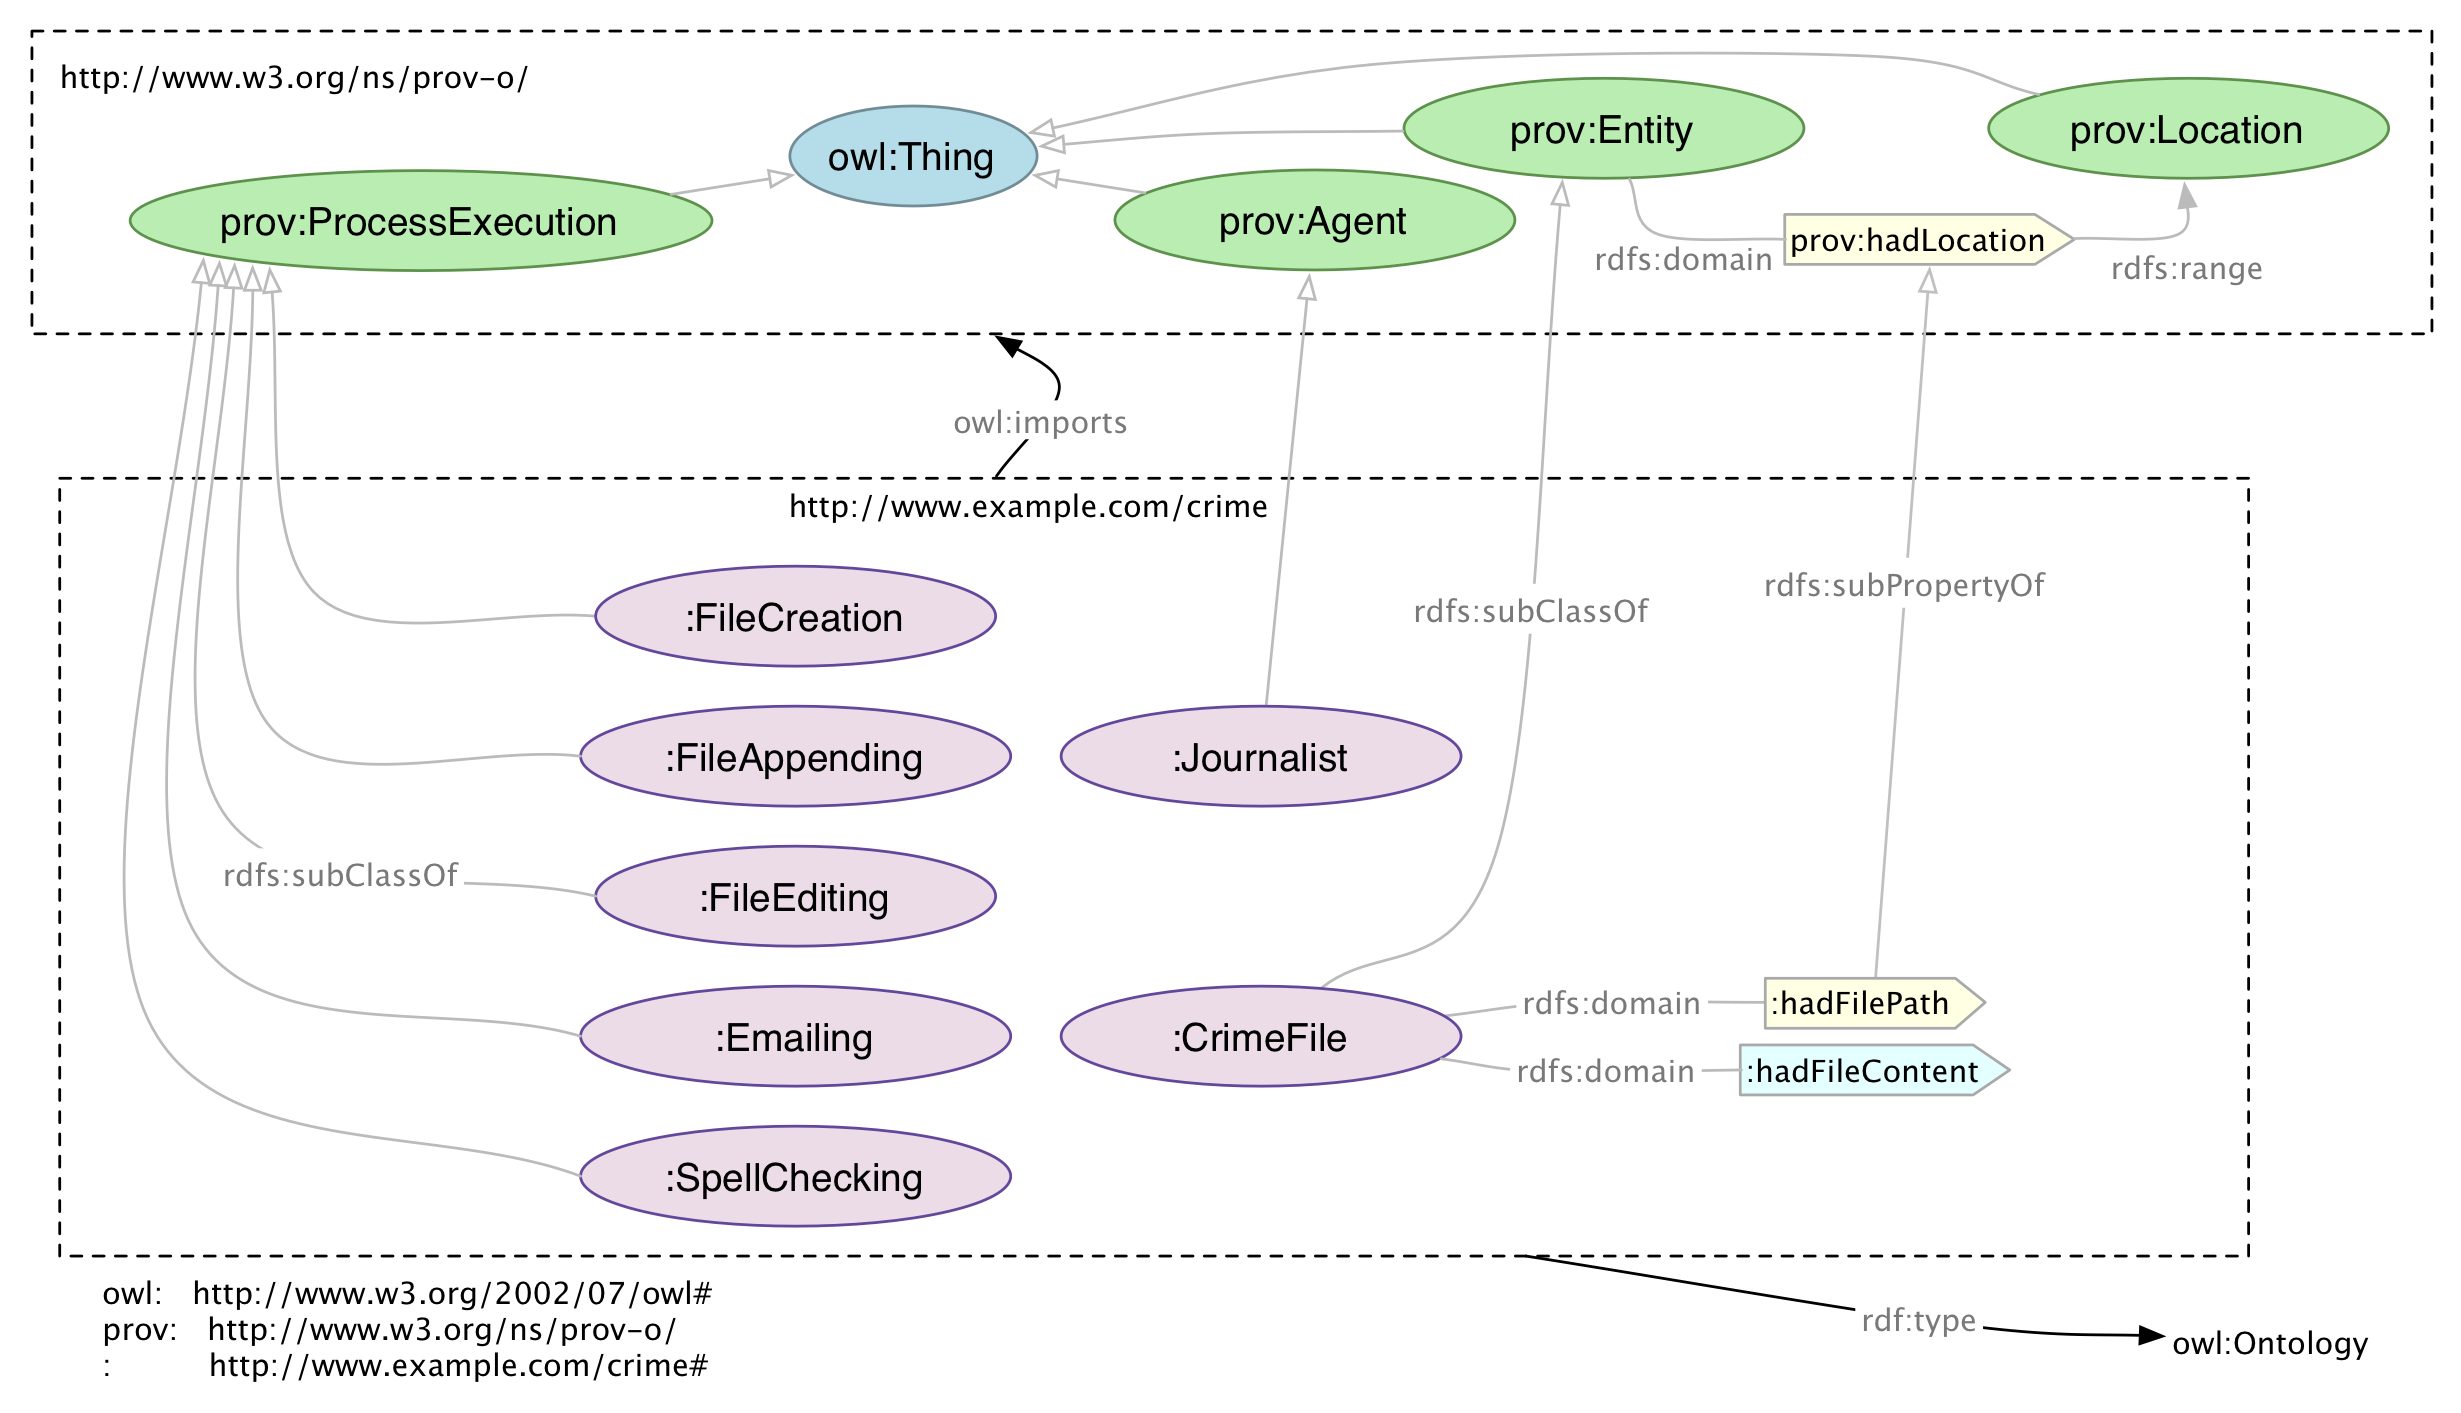 http://www.w3.org/ns/prov-o/
owl:Thing
prov:Entity
prov:Location
prov:ProcessExecution
prov:Agent
prov:hadLocation
rdfs:domain
rdfs:range
owl:imports
http://www.example.com/crime
rdfs:subClassOf
rdfs:subPropertyOf
:FileCreation
:FileAppending
:Journalist
rdfs:subClassOf
:FileEditing
:Emailing
:CrimeFile
rdfs:domain
:hadFilePath
rdfs:domain
:hadFileContent
:SpellChecking
owl: http://www.w3.org/2002/07/owl#
prov: http://www.w3.org/ns/prov-o/
: http://www.example.com/crime#
rdf:type
owl:Ontology